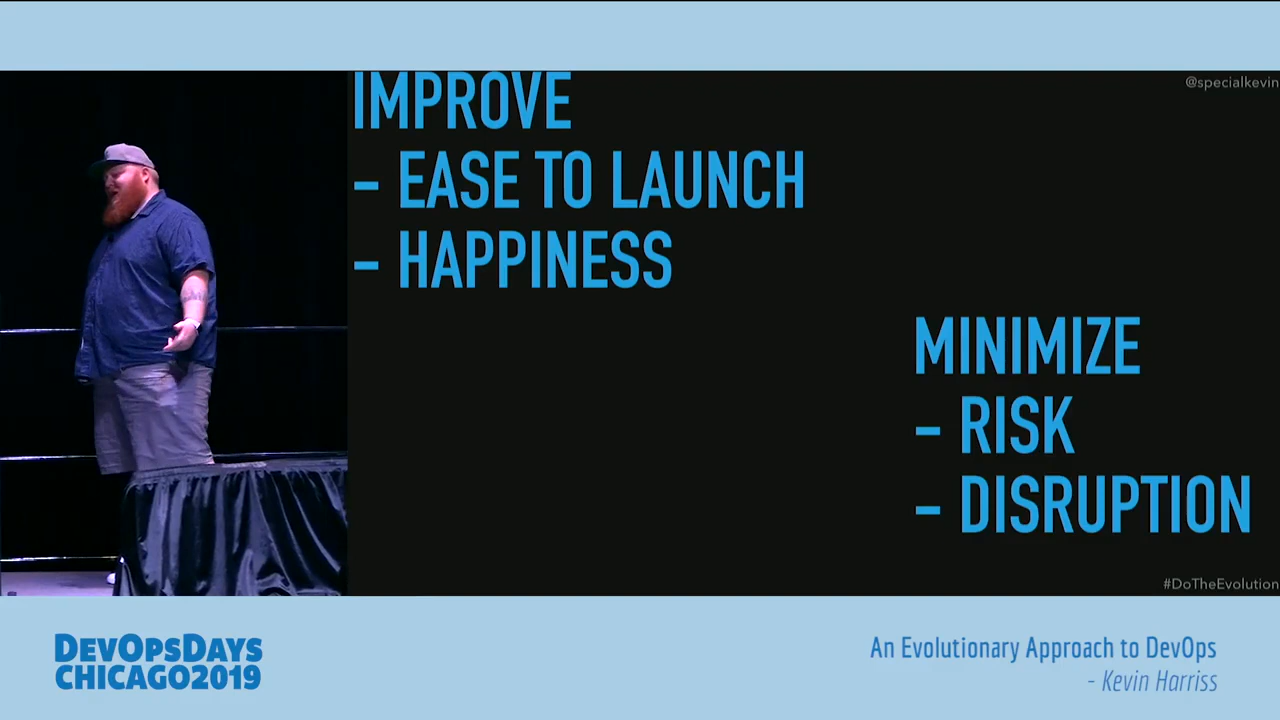 @specialkevin
IMPROVE
- EASE TO LAUNCH
- HAPPINESS
MINIMIZE
- RISK
- DISRUPTION
#DoTheEvolution
DEVOPSDAYS
CHICAGO2019
An Evolutionary Approach to DevOps
- Kevin Harriss